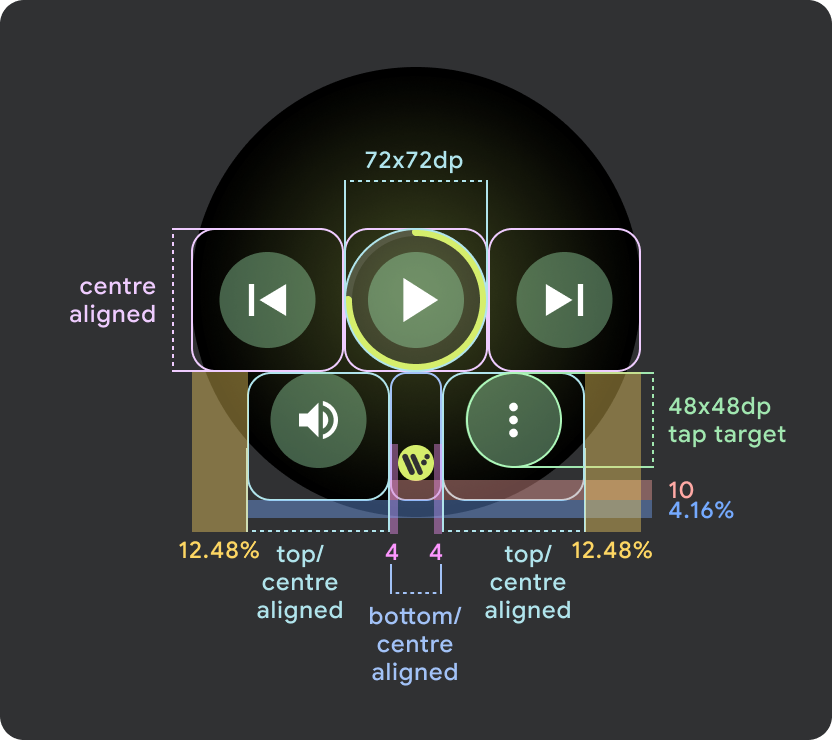 72x72dp
centre
aligned
48x48dp
tap target
10
4.16%
12.48%
top/
centre
aligned
4
4
bottom/
centre
aligned
top/
centre
aligned
12.48%